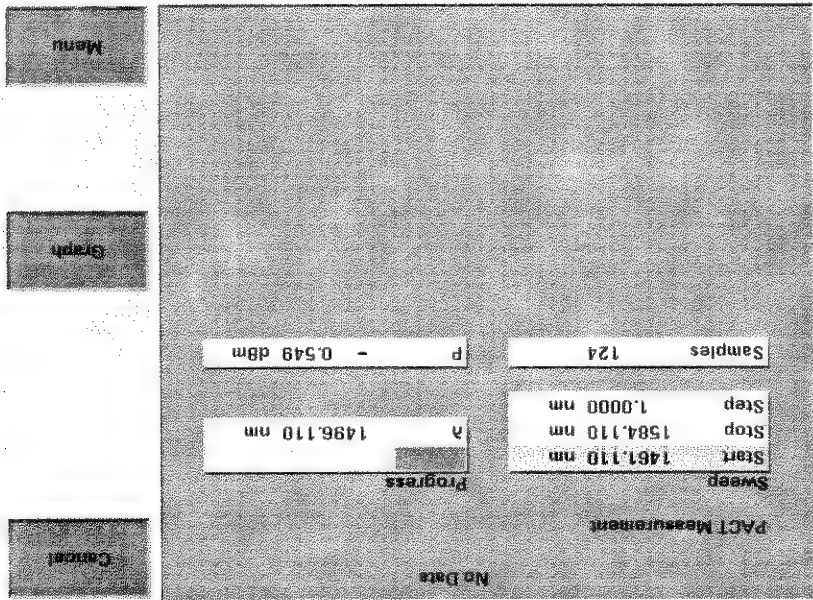 No Data
Cancel
PACT Measurement
Sweep
Start 1461.110 nm
Stop 1584.110 nm
Step 1.0000 nm
Samples 124
Progress
λ 1496.110 nm
P - 0.549 dBm
Graph
Menu